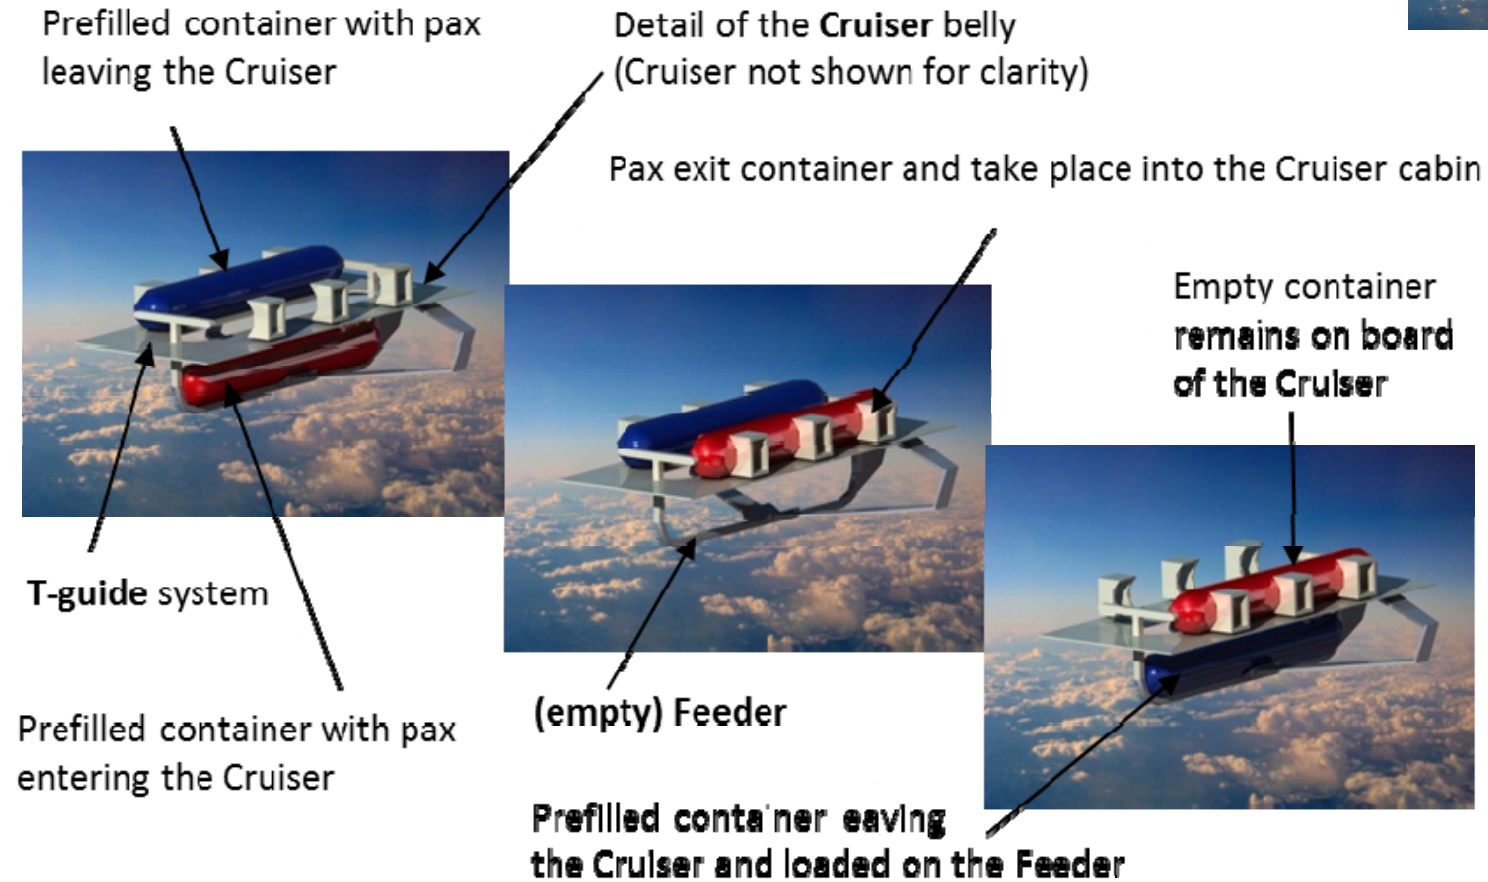 Prefilled container with pax
leaving the Cruiser
Detail of the Cruiser belly
(Cruiser not shown for clarity)
Pax exit container and take place into the Cruiser cabin
Empty container
remains on board
of the Cruiser
T-guide system
Prefilled container with pax
entering the Cruiser
(empty) Feeder
Prefilled container leaving
the Cruiser and loaded on the Feeder